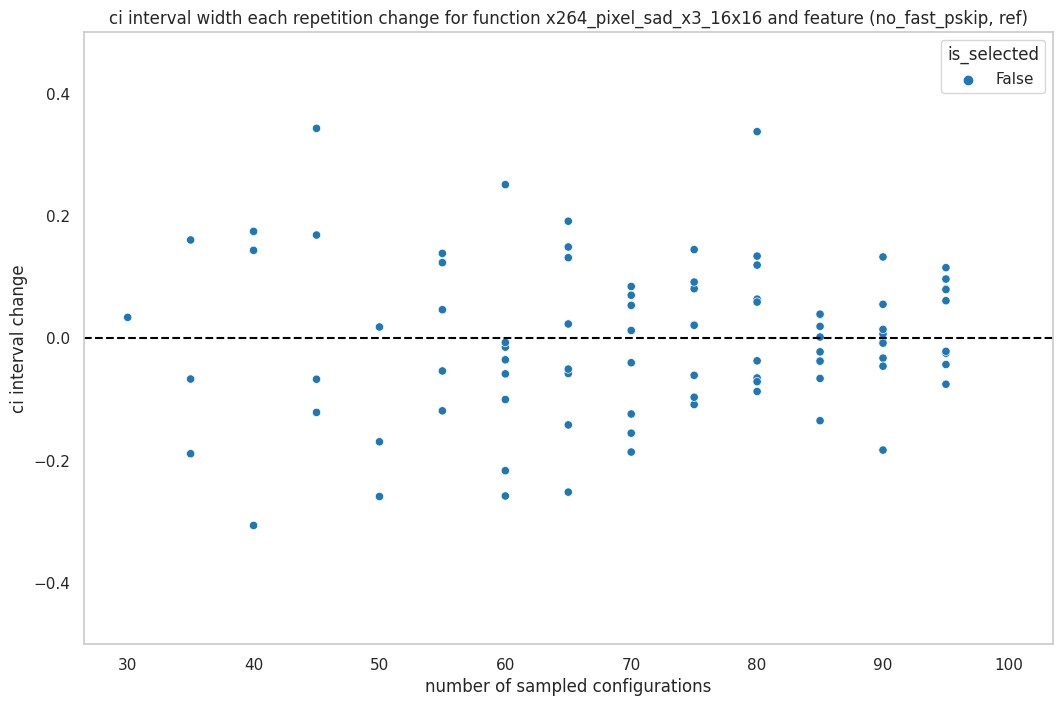 ci interval width each repetition change for function x264_pixel_sad_x3_16x16 and feature (no_fast_pskip, ref)
is_selected
False
0.4
0.2
0.0
−0.2
−0.4
ci interval change
30 40 50 60 70 80 90 100
number of sampled configurations